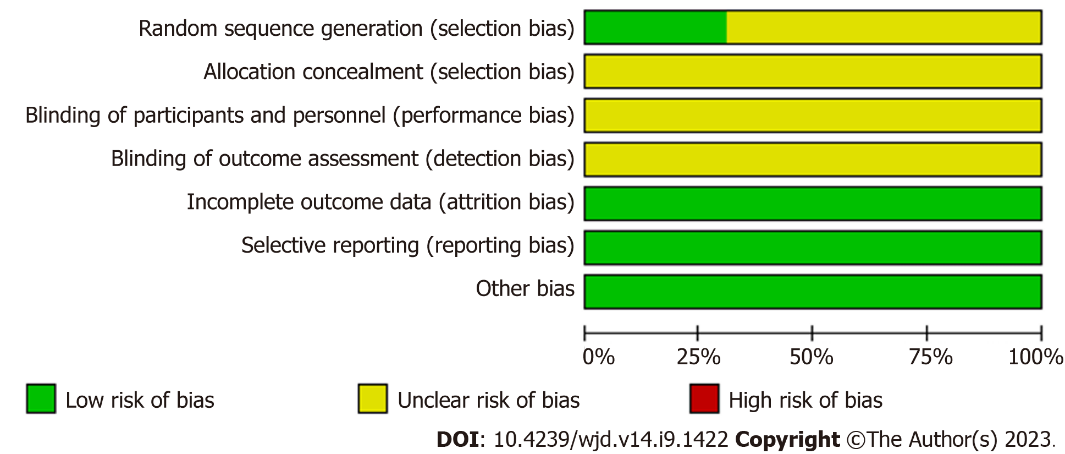 Random sequence generation (selection bias)
Allocation concealment (selection bias)
Blinding of participants and personnel (performance bias)
Blinding of outcome assessment (detection bias)
Incomplete outcome data (attrition bias)
Selective reporting (reporting bias)
Other bias
0% 25% 50% 75% 100%
Low risk of bias Unclear risk of bias High risk of bias
DOI: 10.4239/wjd.v14.i9.1422 Copyright ©The Author(s) 2023.